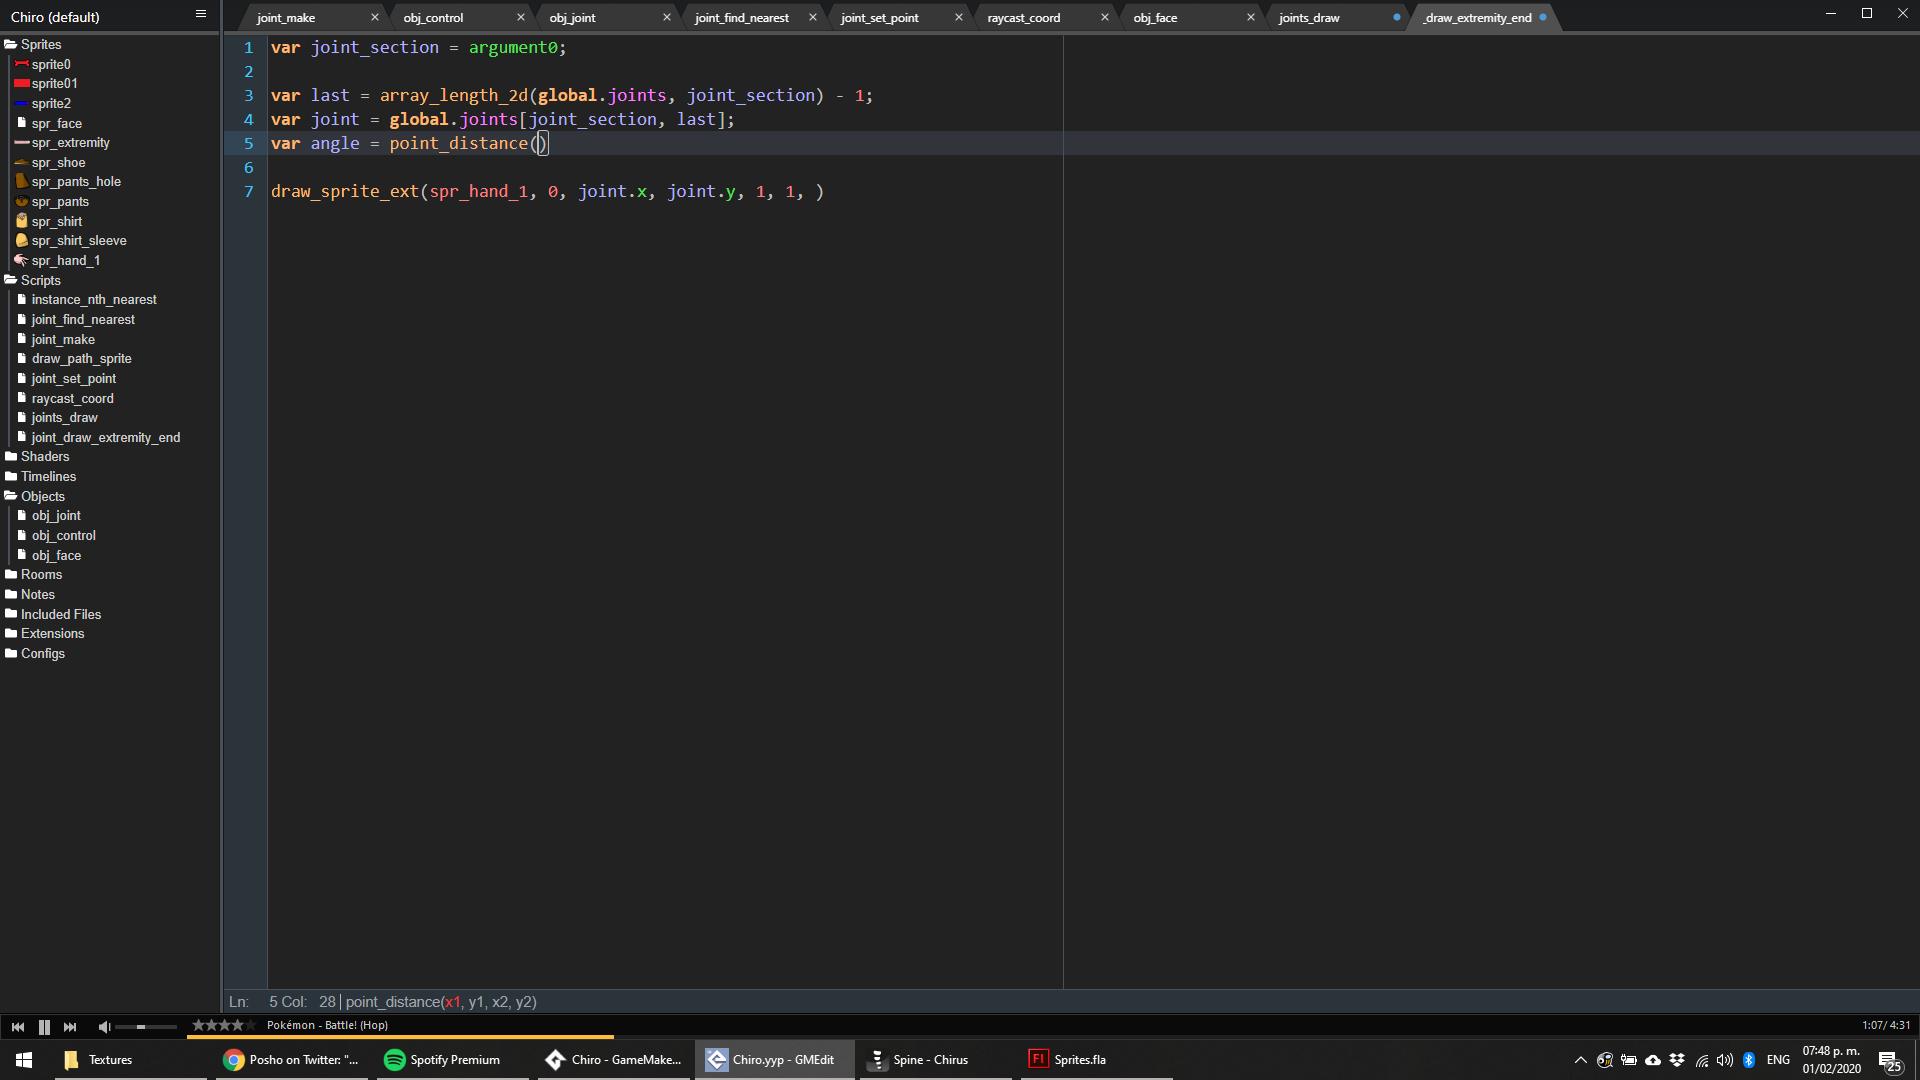 Chiro (default)
joint_make
obj_control
obj_joint
joint_find_nearest
joint_set_point
raycast_coord
obj_face
joints_draw
_draw_extremity_end
Sprites
sprite0
sprite01
sprite2
spr_face
spr_extremity
spr_shoe
spr_pants_hole
spr_pants
spr_shirt
spr_shirt_sleeve
spr_hand_1
Scripts
instance_nth_nearest
joint_find_nearest
joint_make
draw_path_sprite
joint_set_point
raycast_coord
joints_draw
joint_draw_extremity_end
Shaders
Timelines
Objects
obj_joint
obj_control
obj_face
Rooms
Notes
Included Files
Extensions
Configs
1 var joint_section = argument0;
2
3 var last = array_length_2d(global.joints, joint_section) - 1;
4 var joint = global.joints[joint_section, last];
5 var angle = point_distance()
6
7 draw_sprite_ext(spr_hand_1, 0, joint.x, joint.y, 1, 1, )
Ln: 5 Col: 28 | point_distance(x1, y1, x2, y2)
Pokémon - Battle! (Hop)
1:07/ 4:31
Textures
Posho on Twitter: "...
Spotify Premium
Chiro - GameMake...
Chiro.yyp - GMEdit
Spine - Chirus
Fl
Sprites.fla
ENG
07:48 p. m.
01/02/2020
25